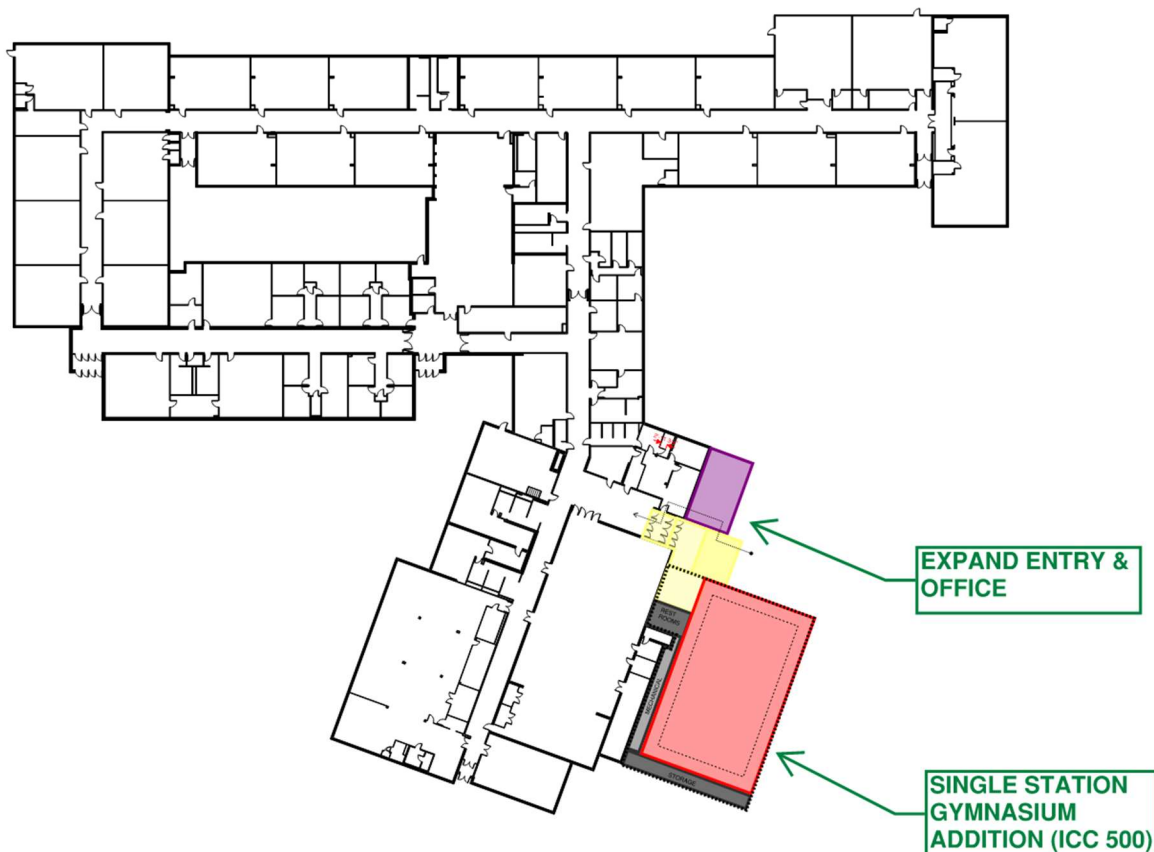 EXPAND ENTRY &
OFFICE
REST
ROOMS
MECHANICAL
STORAGE
SINGLE STATION
GYMNASIUM
ADDITION (ICC 500)